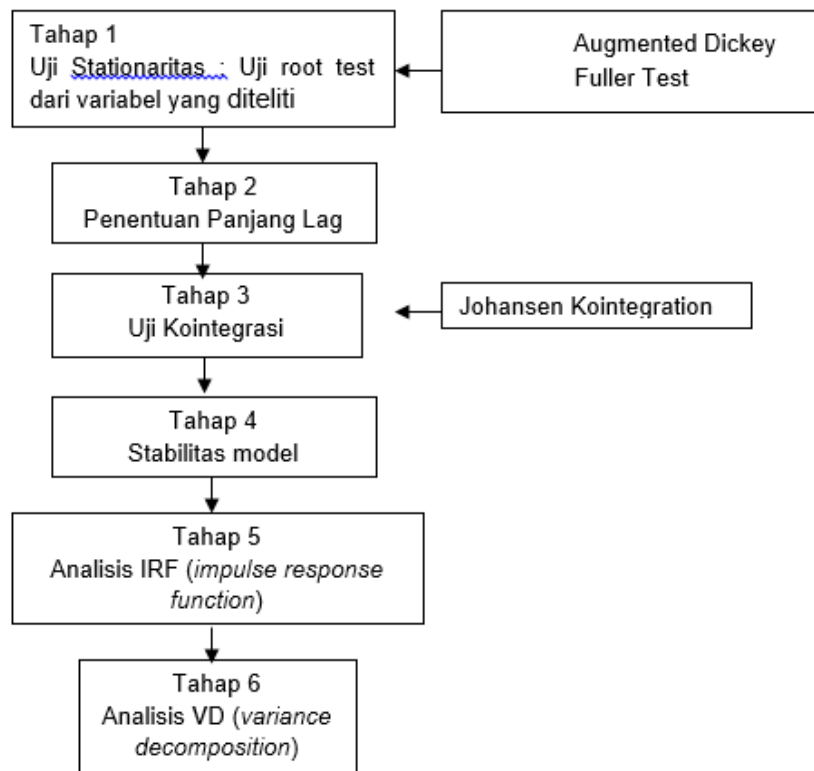 Tahap 1
Uji Stationaritas : Uji root test
dari variabel yang diteliti
Augmented Dickey
Fuller Test
Tahap 2
Penentuan Panjang Lag
Tahap 3
Uji Kointegrasi
Johansen Kointegration
Tahap 4
Stabilitas model
Tahap 5
Analisis IRF (impulse response
function)
Tahap 6
Analisis VD (variance
decomposition)